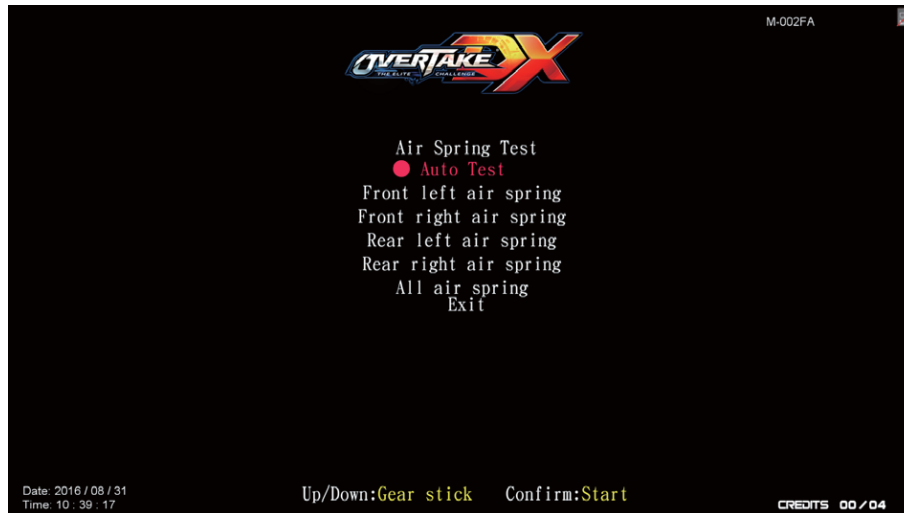 M-002FA
OVERTAKE DX
THE ELITE CHALLENGE
Air Spring Test
Auto Test
Front left air spring
Front right air spring
Rear left air spring
Rear right air spring
All air spring
Exit
Date: 2016 / 08 / 31
Time: 10 : 39 : 17
Up/Down:Gear stick Confirm:Start
CREDITS 00/04